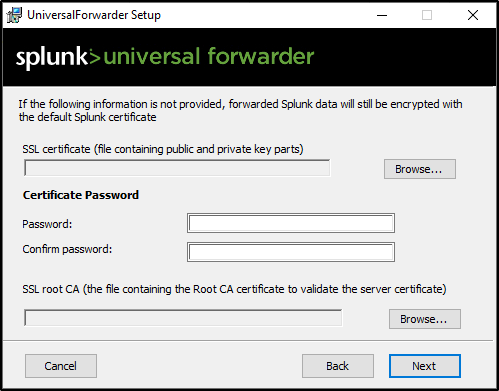 UniversalForwarder Setup
splunk> universal forwarder
If the following information is not provided, forwarded Splunk data will still be encrypted with
the default Splunk certificate
SSL certificate (file containing public and private key parts)
Browse...
Certificate Password
Password:
Confirm password:
SSL root CA (the file containing the Root CA certificate to validate the server certificate)
Browse...
Cancel
Back
Next